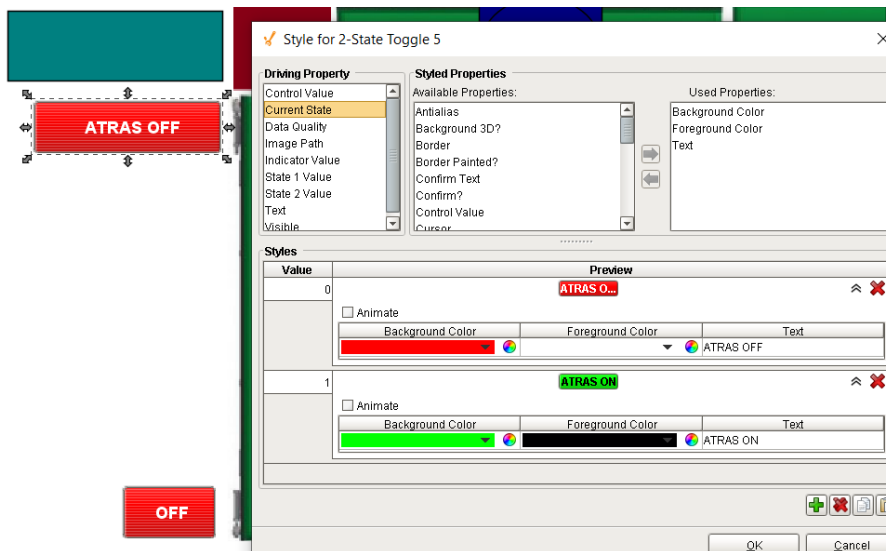 Style for 2-State Toggle 5
Driving Property
Control Value
Current State
Data Quality
Image Path
Indicator Value
State 1 Value
State 2 Value
Text
Visible
Styled Properties
Available Properties:
Antialias
Background 3D?
Border
Border Painted?
Confirm Text
Confirm?
Control Value
Cursor
Used Properties:
Background Color
Foreground Color
Text
ATRAS OFF
Styles
Value Preview
0 ATRAS O...
Animate
Background Color Foreground Color Text
ATRAS OFF
1 ATRAS ON
Animate
Background Color Foreground Color Text
ATRAS ON
OFF
OK Cancel